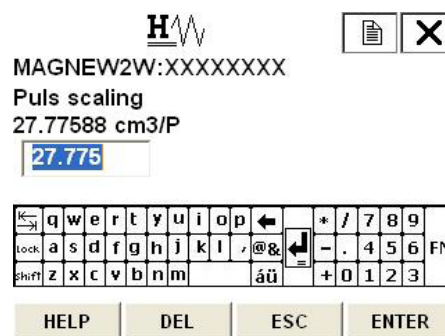 H
MAGNEW2W:XXXXXXXX
Puls scaling
27.77588 cm3/P
27.775
q w e r t y u i o p * / 7 8 9
Lock a s d f g h j k l , @& - . 4 5 6 FN
Shift z x c v b n m áü + 0 1 2 3
HELP DEL ESC ENTER